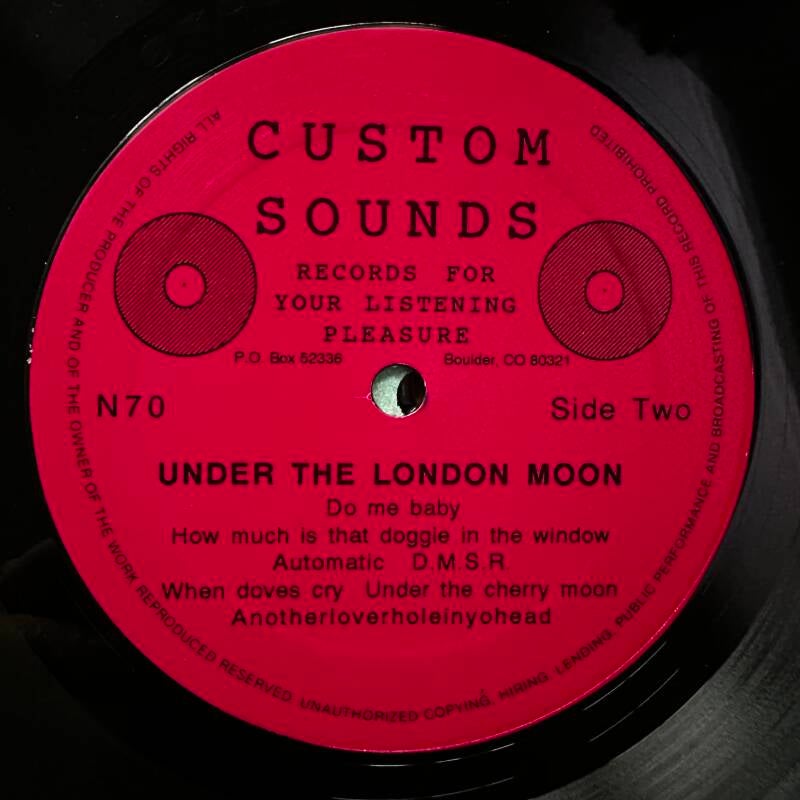 CUSTOM
SOUNDS
RECORDS FOR
YOUR LISTENING
PLEASURE
P.O. Box 62336 Boulder, CO 80321
N70 Side Two
UNDER THE LONDON MOON
Do me baby
How much is that doggie in the window
Automatic D.M.S.R
When doves cry Under the cherry moon
Anotherloverholeinyohead
ALL RIGHTS OF THE PRODUCER AND OF THE OWNER OF THE WORK REPRODUCED RESERVED. UNAUTHORIZED COPYING, HIRING, LENDING, PUBLIC PERFORMANCE AND BROADCASTING OF THIS RECORD PROHIBITED